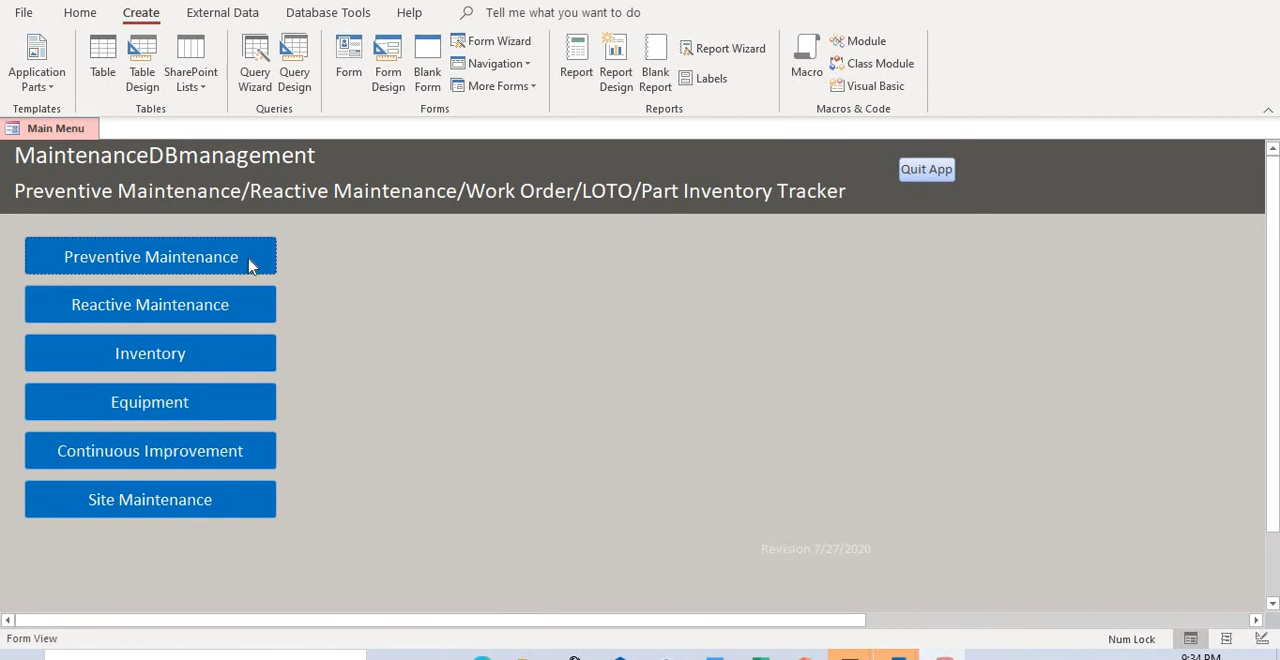 File Home Create External Data Database Tools Help Tell me what you want to do
Application Parts
Table
Table Design
SharePoint Lists
Query Wizard
Query Design
Form
Form Design
Blank Form
Form Wizard
Navigation
More Forms
Report
Report Design
Blank Report
Report Wizard
Labels
Macro
Module
Class Module
Visual Basic
Templates Tables Queries Forms Reports Macros & Code
Main Menu
MaintenanceDBmanagement
Quit App
Preventive Maintenance/Reactive Maintenance/Work Order/LOTO/Part Inventory Tracker
Preventive Maintenance
Reactive Maintenance
Inventory
Equipment
Continuous Improvement
Site Maintenance
Revision 7/27/2020
Form View
Num Lock
9:34 PM